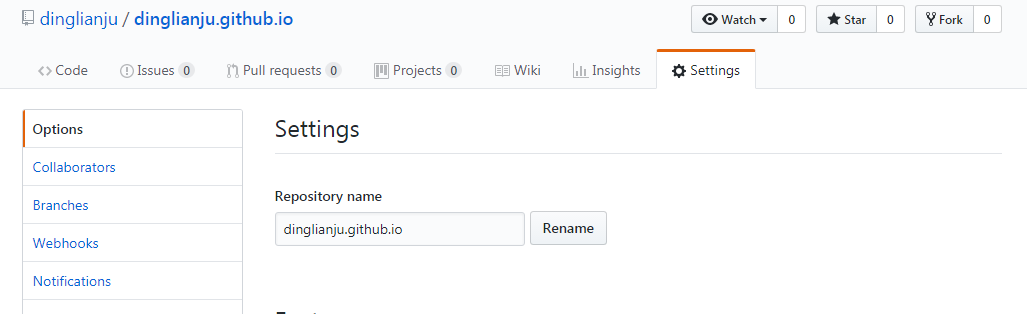 dinglianju / dinglianju.github.io
Watch 0 Star 0 Fork 0
Code Issues 0 Pull requests 0 Projects 0 Wiki Insights Settings
Options
Collaborators
Branches
Webhooks
Notifications
Settings
Repository name
dinglianju.github.io Rename